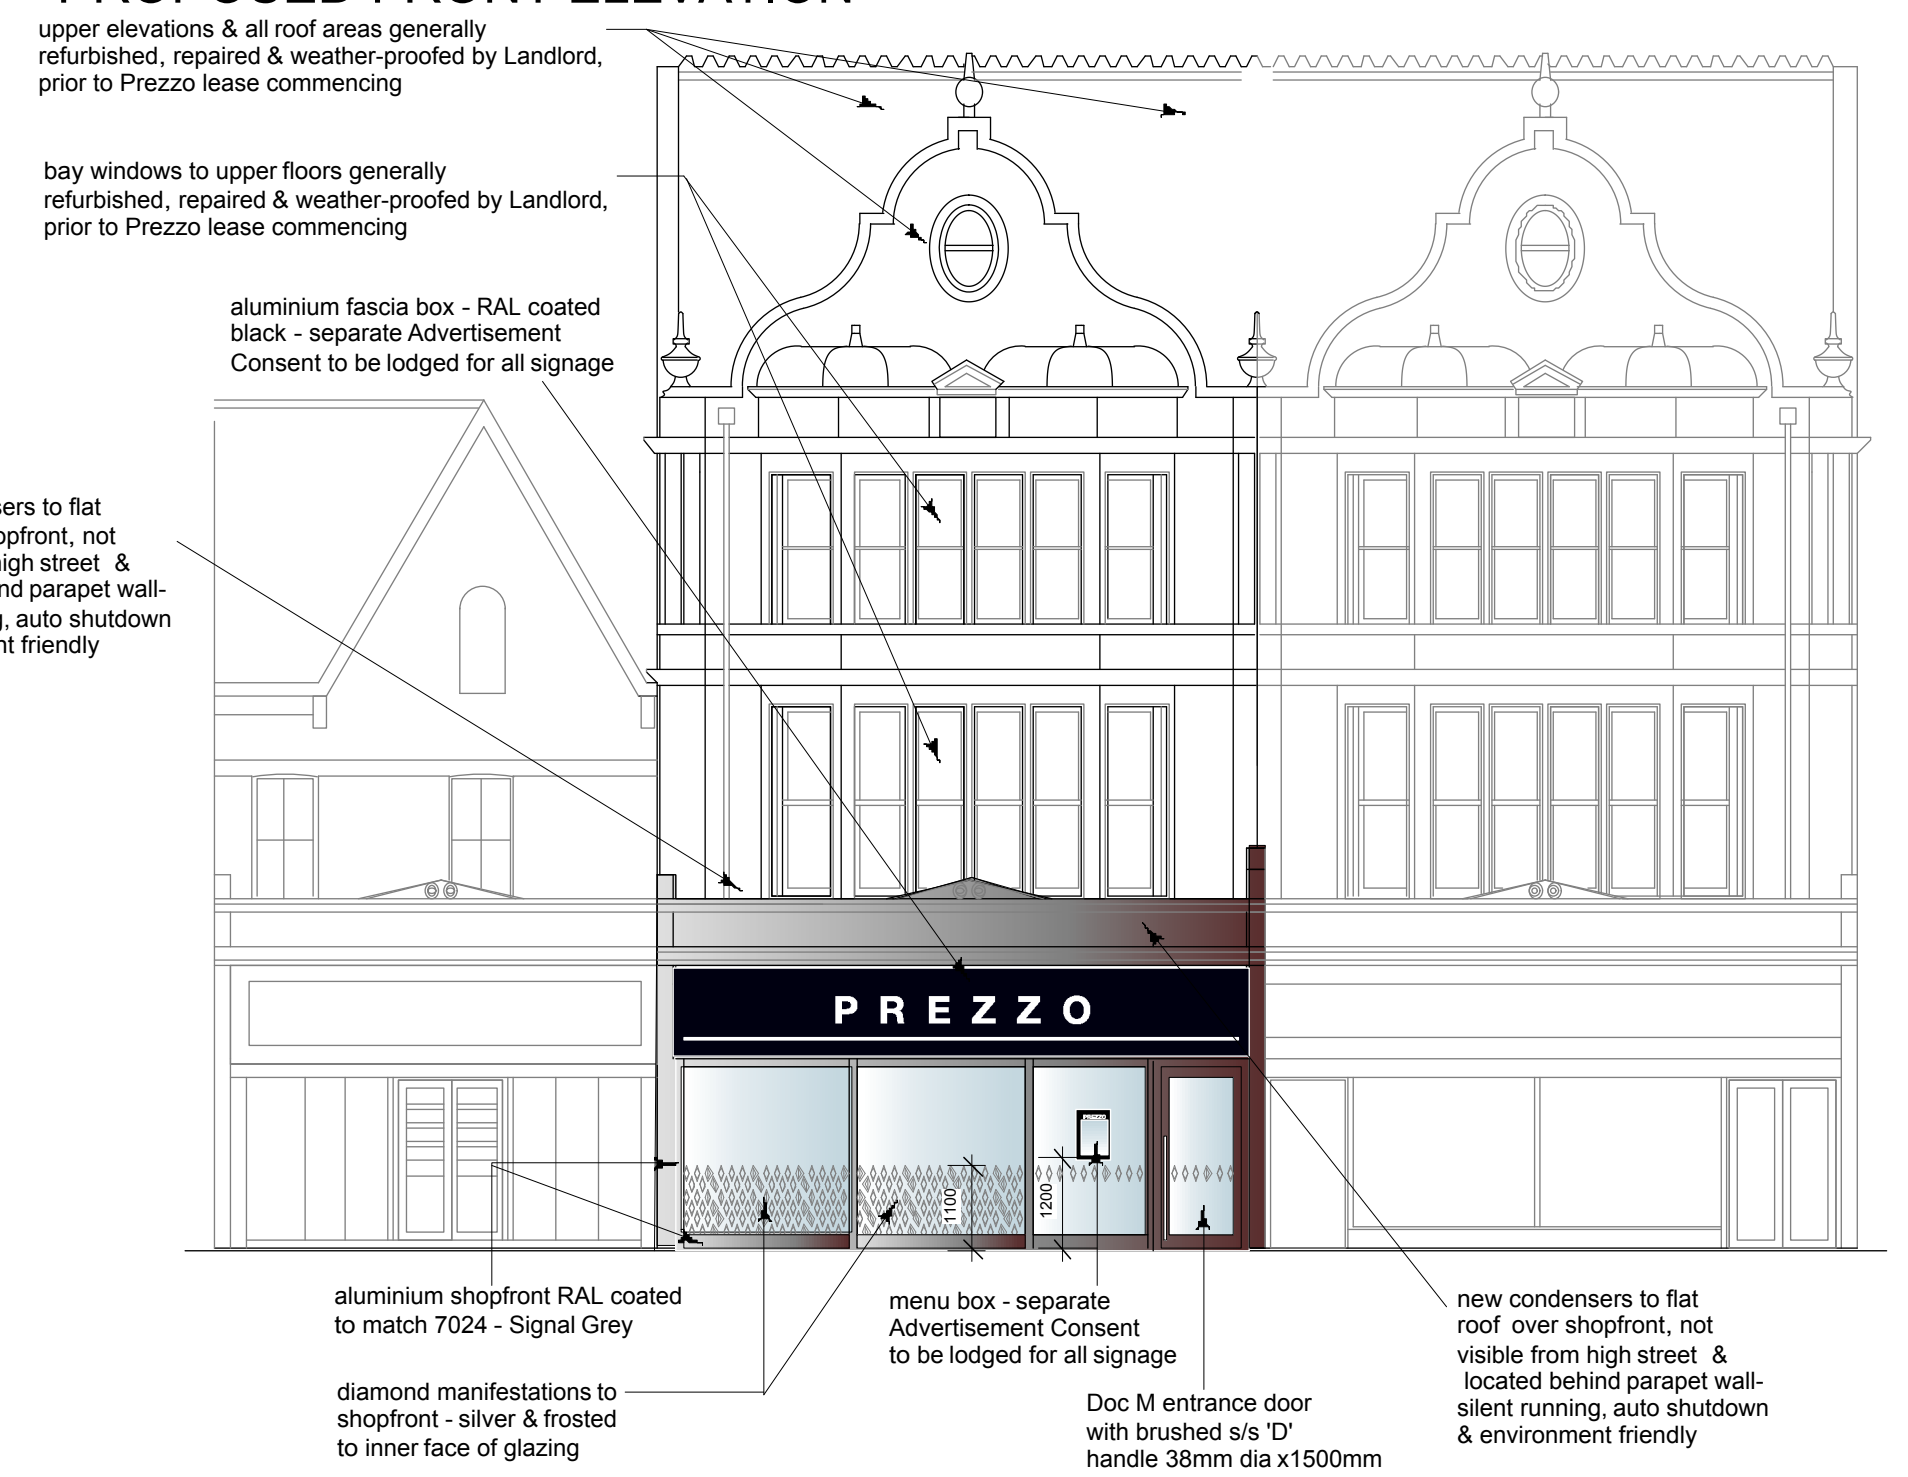 PROPOSED FRONT ELEVATION
upper elevations & all roof areas generally
refurbished, repaired & weather-proofed by Landlord,
prior to Prezzo lease commencing
bay windows to upper floors generally
refurbished, repaired & weather-proofed by Landlord,
prior to Prezzo lease commencing
aluminium fascia box - RAL coated
black - separate Advertisement
Consent to be lodged for all signage
sers to flat
opfront, not
high street &
nd parapet wall-
g, auto shutdown
nt friendly
PREZZO
PREZZO
1100
1200
aluminium shopfront RAL coated
to match 7024 - Signal Grey
diamond manifestations to
shopfront - silver & frosted
to inner face of glazing
menu box - separate
Advertisement Consent
to be lodged for all signage
Doc M entrance door
with brushed s/s 'D'
handle 38mm dia x1500mm
new condensers to flat
roof over shopfront, not
visible from high street &
located behind parapet wall-
silent running, auto shutdown
& environment friendly